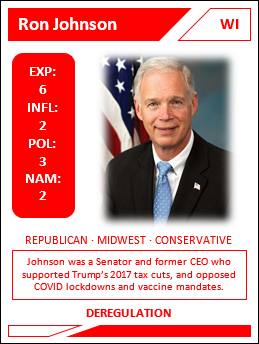 Ron Johnson
WI
EXP:
6
INFL:
2
POL:
3
NAM:
2
REPUBLICAN · MIDWEST · CONSERVATIVE
Johnson was a Senator and former CEO who
supported Trump's 2017 tax cuts, and opposed
COVID lockdowns and vaccine mandates.
DEREGULATION